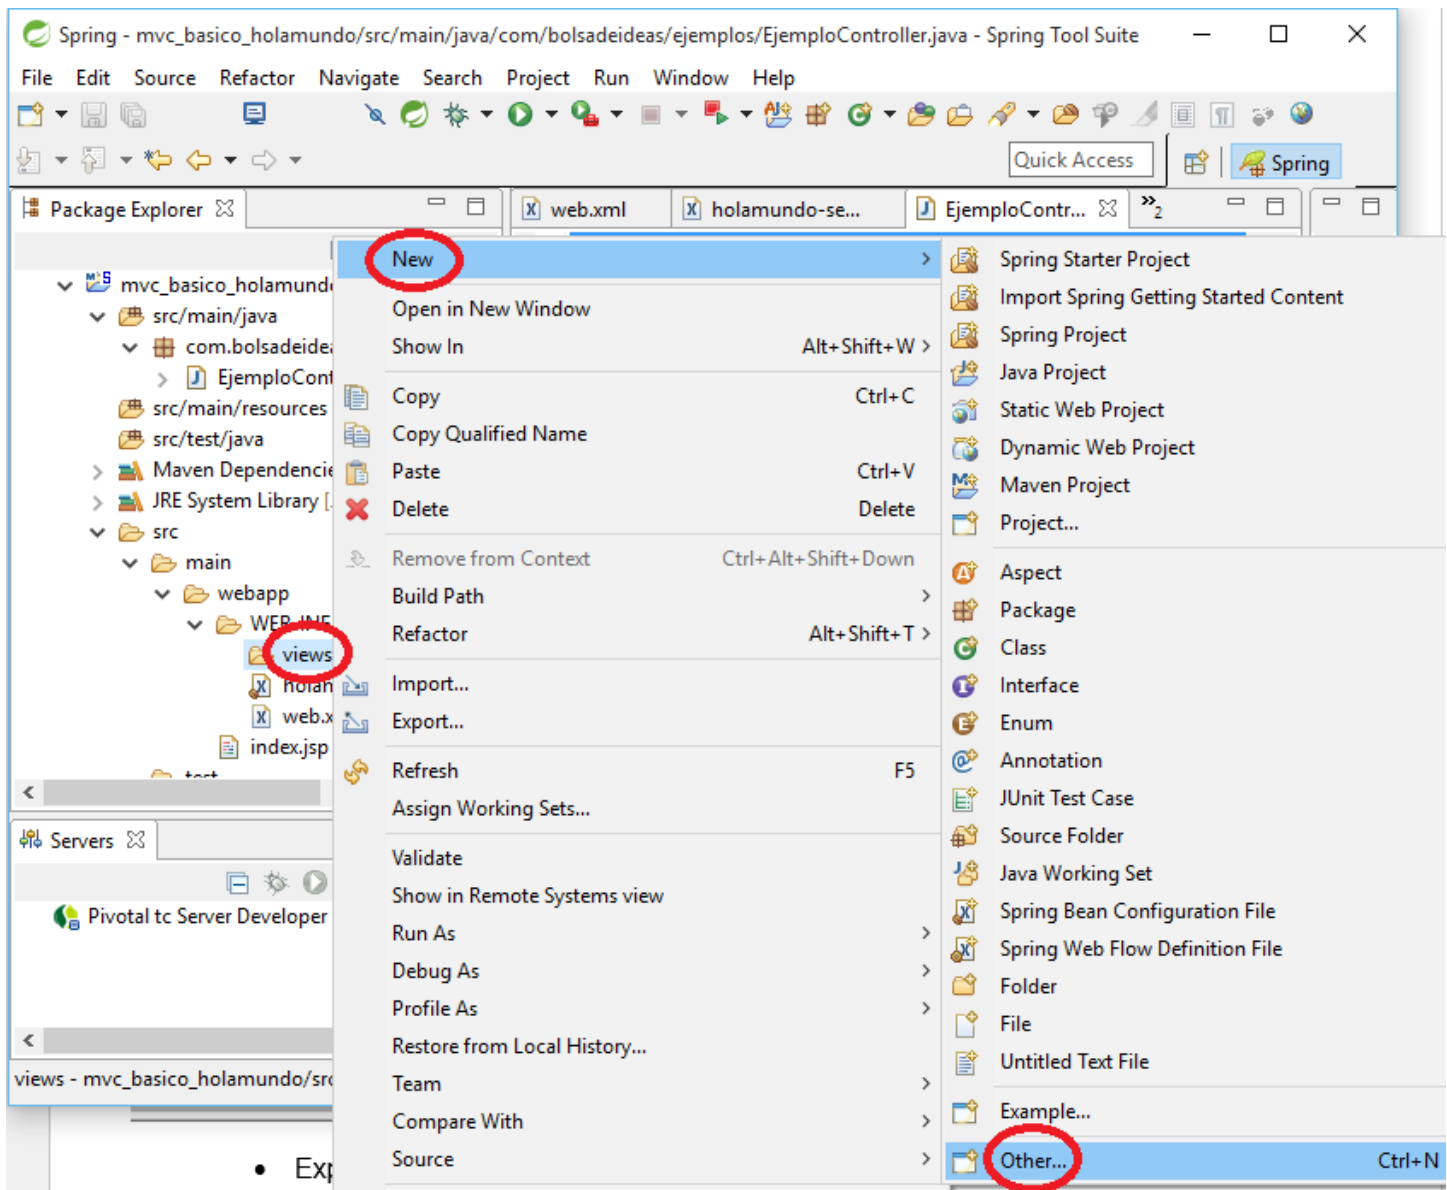 Spring - mvc_basico_holamundo/src/main/java/com/bolsadeideas/ejemplos/EjemploController.java - Spring Tool Suite
File Edit Source Refactor Navigate Search Project Run Window Help
Quick Access
Spring
Package Explorer
web.xml
holamundo-se...
EjemploContr...
»2
mvc_basico_holamund
src/main/java
com.bolsadeidea
EjemploCont
src/main/resources
src/test/java
Maven Dependencie
JRE System Library [
src
main
webapp
WEB-INF
views
holam
web.x
index.jsp
test
Servers
Pivotal tc Server Developer
views - mvc_basico_holamundo/src
New
Open in New Window
Show In Alt+Shift+W
Copy Ctrl+C
Copy Qualified Name
Paste Ctrl+V
Delete Delete
Remove from Context Ctrl+Alt+Shift+Down
Build Path
Refactor Alt+Shift+T
Import...
Export...
Refresh F5
Assign Working Sets...
Validate
Show in Remote Systems view
Run As
Debug As
Profile As
Restore from Local History...
Team
Compare With
Source
Spring Starter Project
Import Spring Getting Started Content
Spring Project
Java Project
Static Web Project
Dynamic Web Project
Maven Project
Project...
Aspect
Package
Class
Interface
Enum
Annotation
JUnit Test Case
Source Folder
Java Working Set
Spring Bean Configuration File
Spring Web Flow Definition File
Folder
File
Untitled Text File
Example...
Other... Ctrl+N
• Exp